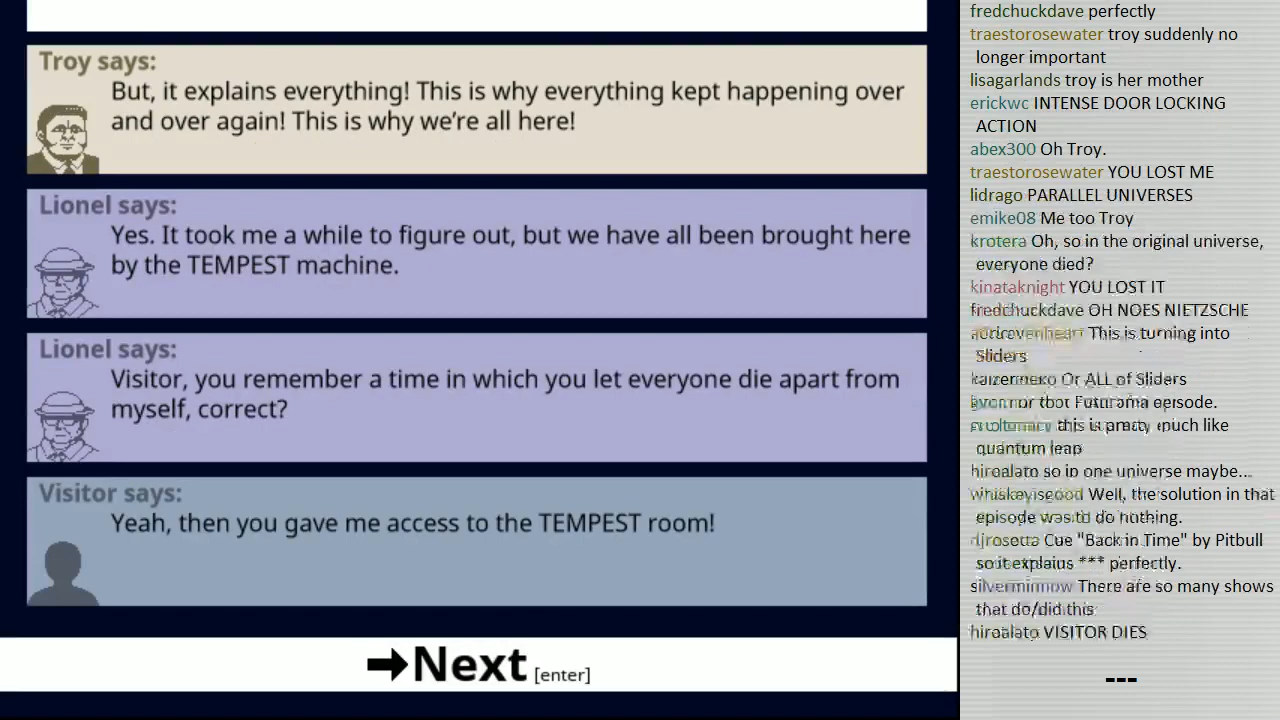 Troy says:
But, it explains everything! This is why everything kept happening over
and over again! This is why we're all here!
Lionel says:
Yes. It took me a while to figure out, but we have all been brought here
by the TEMPEST machine.
Lionel says:
Visitor, you remember a time in which you let everyone die apart from
myself, correct?
Visitor says:
Yeah, then you gave me access to the TEMPEST room!
➡Next [enter]
fredchuckdave perfectly
traestorosewater troy suddenly no
longer important
lisagarlands troy is her mother
erickwc INTENSE DOOR LOCKING
ACTION
abex300 Oh Troy.
traestorosewater YOU LOST ME
lidrago PARALLEL UNIVERSES
emike08 Me too Troy
krotera Oh, so in the original universe,
everyone died?
kinataknight YOU LOST IT
fredchuckdave OH NOES NIETZSCHE
This is turning into
Sliders
Or ALL of Sliders
Futurama episode.
this is pretty much like
quantum leap
so in one universe maybe...
Well, the solution in that
episode was to do nothing.
Cue "Back in Time" by Pitbull
so it explains *** perfectly.
silverminnow There are so many shows
that do/did this
VISITOR DIES
---